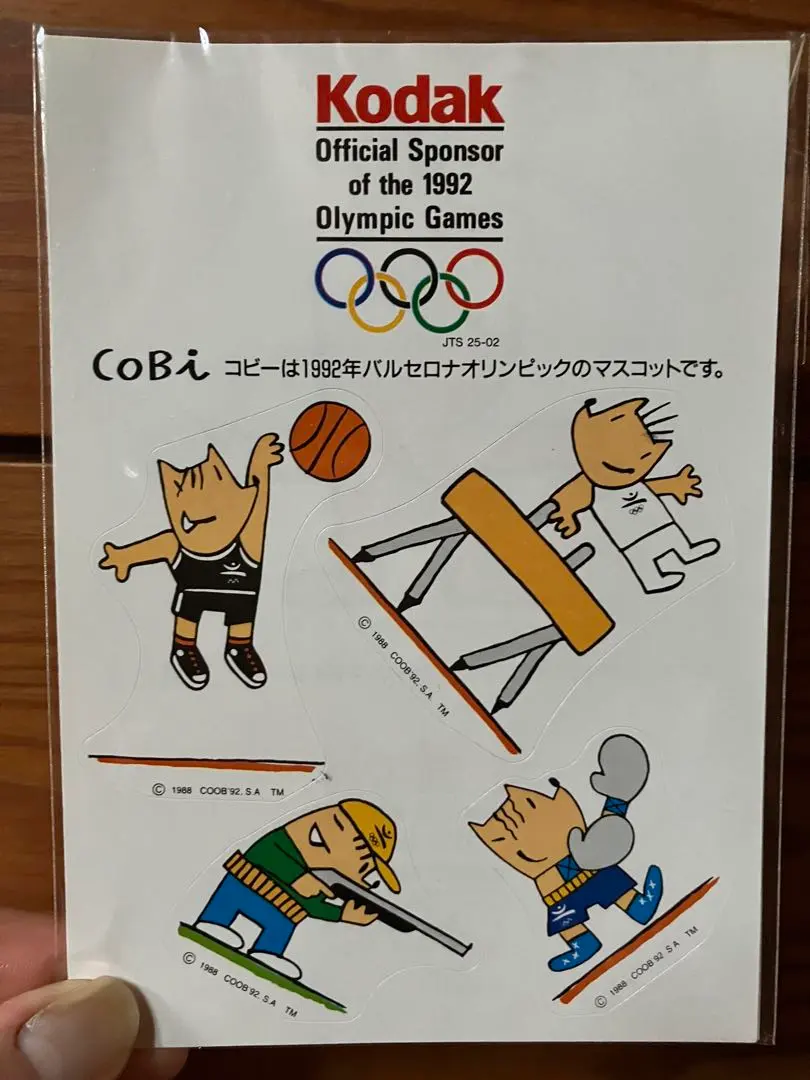 Kodak
Official Sponsor
of the 1992
Olympic Games
JTS 25-02
COBi コビーは1992年バルセロナオリンピックのマスコットです。
© 1988 COOB'92, S.A TM
© 1988 COOB'92, S.A TM
© 1988 COOB'92, S.A TM
© 1988 COOB'92, S.A TM